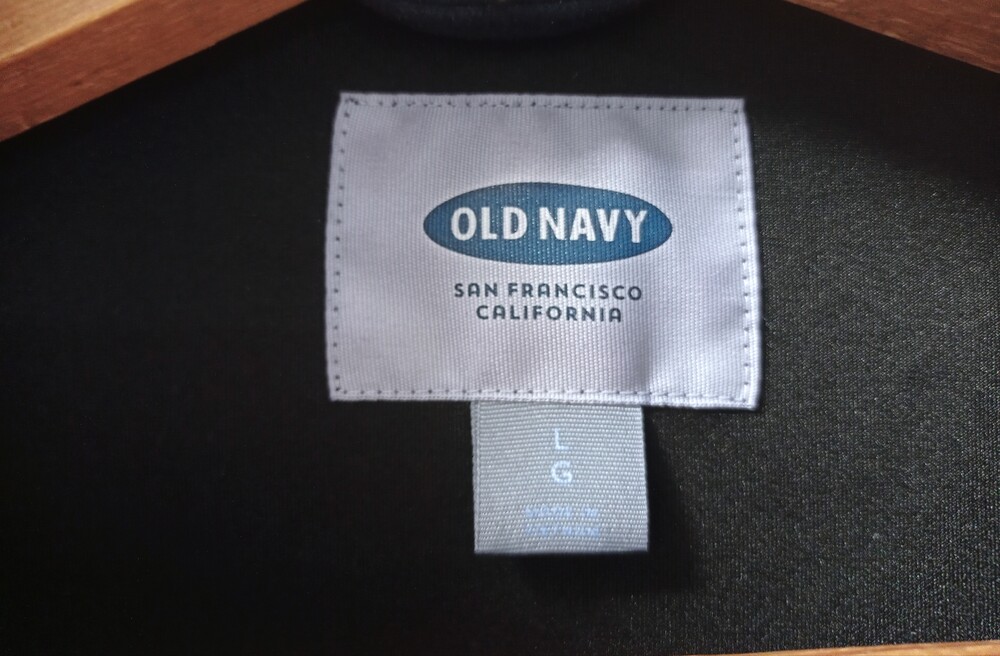 OLD NAVY
SAN FRANCISCO
CALIFORNIA
L
G